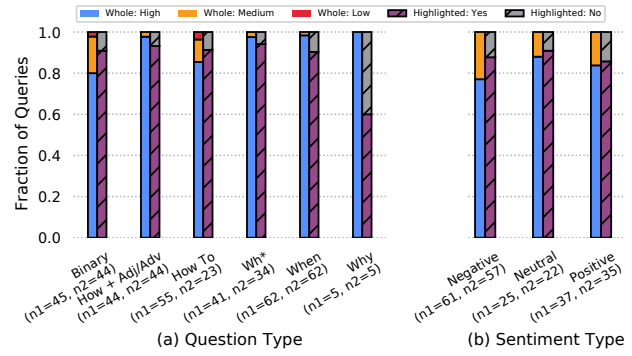 Whole: High Whole: Medium Whole: Low Highlighted: Yes Highlighted: No
Fraction of Queries
1.0
0.8
0.6
0.4
0.2
0.0
Binary
(n1=45, n2=44)
How + Adj/Adv
(n1=44, n2=44)
How To
(n1=55, n2=23)
Wh*
(n1=41, n2=34)
When
(n1=62, n2=62)
Why
(n1=5, n2=5)
Negative
(n1=61, n2=57)
Neutral
(n1=25, n2=22)
Positive
(n1=37, n2=35)
(a) Question Type
(b) Sentiment Type